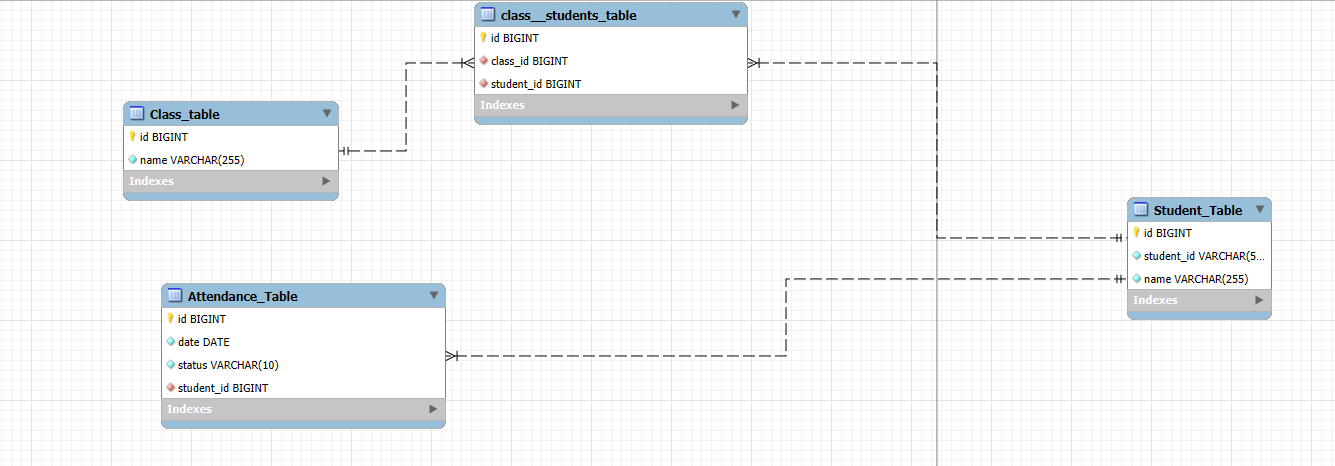 class__students_table
id BIGINT
class_id BIGINT
student_id BIGINT
Indexes
Class_table
id BIGINT
name VARCHAR(255)
Indexes
Student_Table
id BIGINT
student_id VARCHAR(5...
name VARCHAR(255)
Indexes
Attendance_Table
id BIGINT
date DATE
status VARCHAR(10)
student_id BIGINT
Indexes